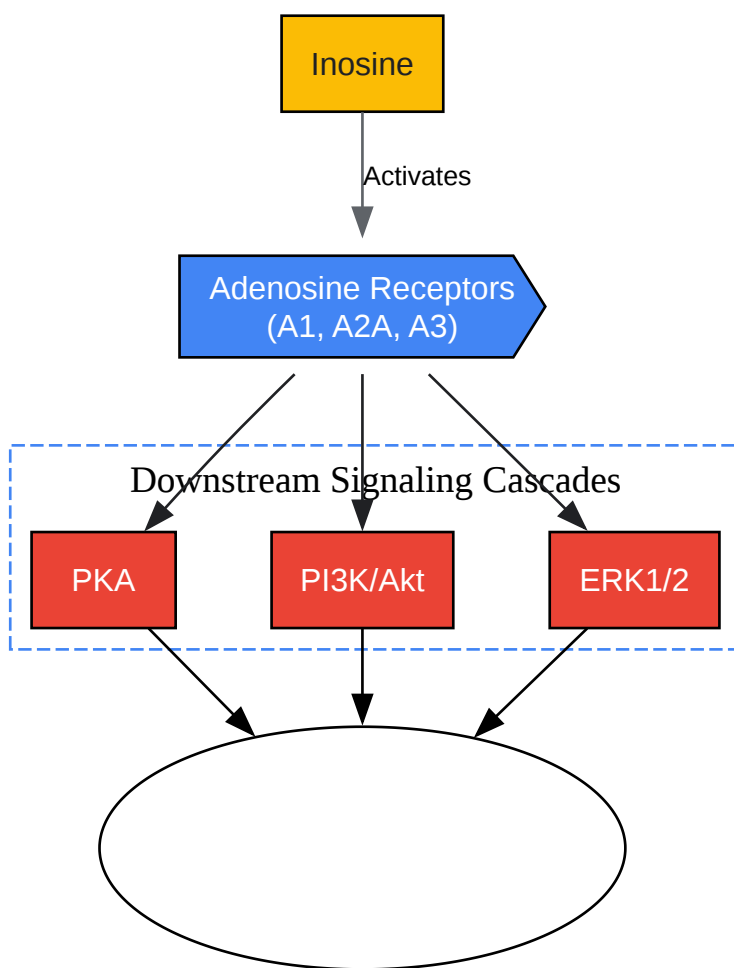 Inosine
Activates
Adenosine Receptors
(A1, A2A, A3)
Downstream Signaling Cascades
PKA
PI3K/Akt
ERK1/2